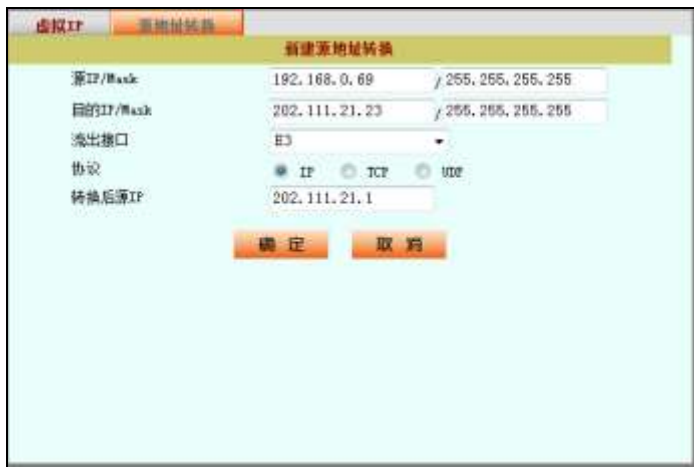 虚拟IP 源地址转换
新建源地址转换
源IP/Mask 192.168.0.69 / 255.255.255.255
目的IP/Mask 202.111.21.23 / 255.255.255.255
流出接口 E3
协议 IP TCP UDP
转换后源IP 202.111.21.1
确定 取消